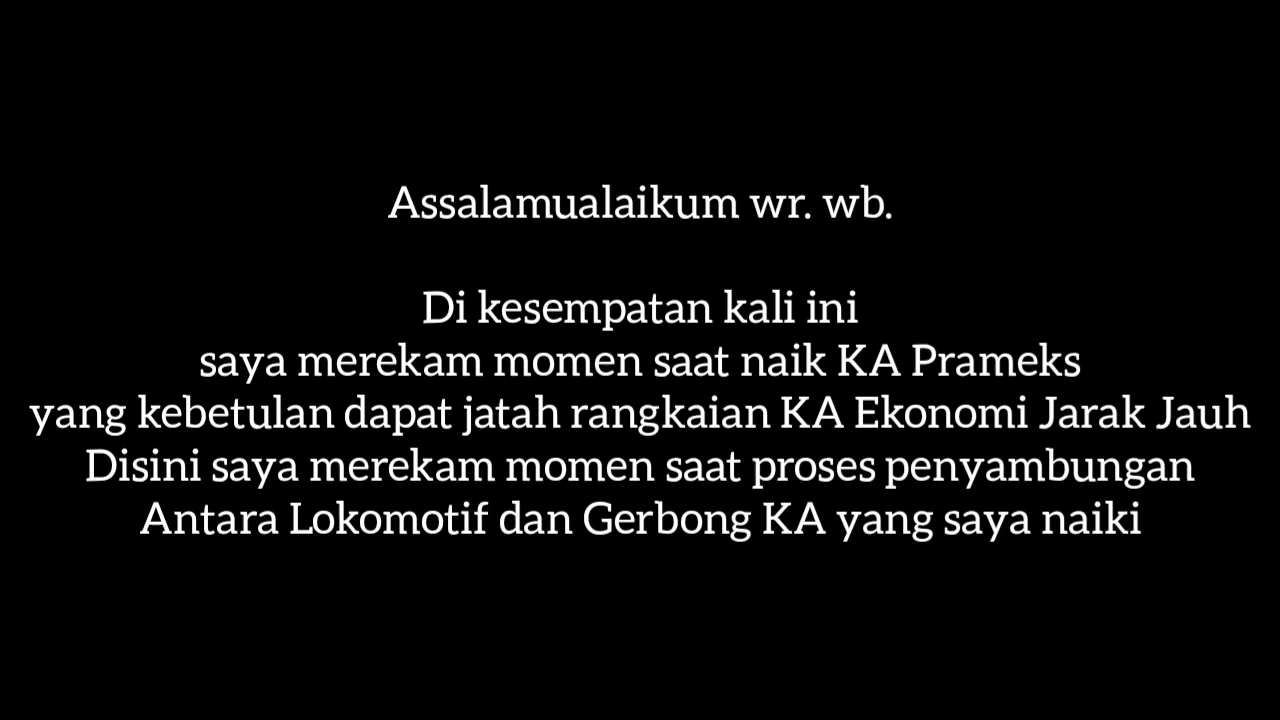 Assalamualaikum wr. wb.
Di kesempatan kali ini
saya merekam momen saat naik KA Prameks
yang kebetulan dapat jatah rangkaian KA Ekonomi Jarak Jauh
Disini saya merekam momen saat proses penyambungan
Antara Lokomotif dan Gerbong KA yang saya naiki